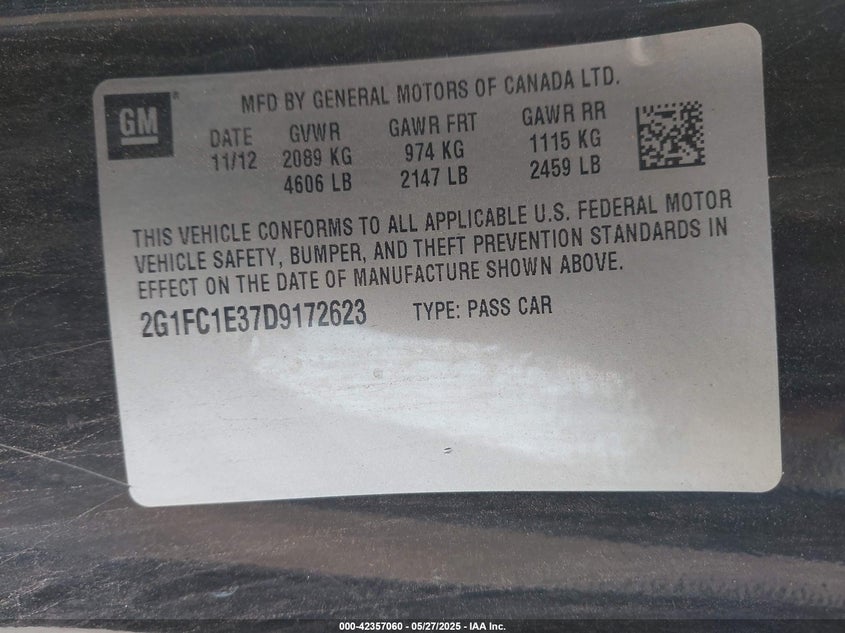 GM
MFD BY GENERAL MOTORS OF CANADA LTD.
DATE GVWR GAWR FRT GAWR RR
11/12 2089 KG 974 KG 1115 KG
4606 LB 2147 LB 2459 LB
THIS VEHICLE CONFORMS TO ALL APPLICABLE U.S. FEDERAL MOTOR
VEHICLE SAFETY, BUMPER, AND THEFT PREVENTION STANDARDS IN
EFFECT ON THE DATE OF MANUFACTURE SHOWN ABOVE.
2G1FC1E37D9172623 TYPE: PASS CAR
000-42357060 - 05/27/2025 - IAA Inc.